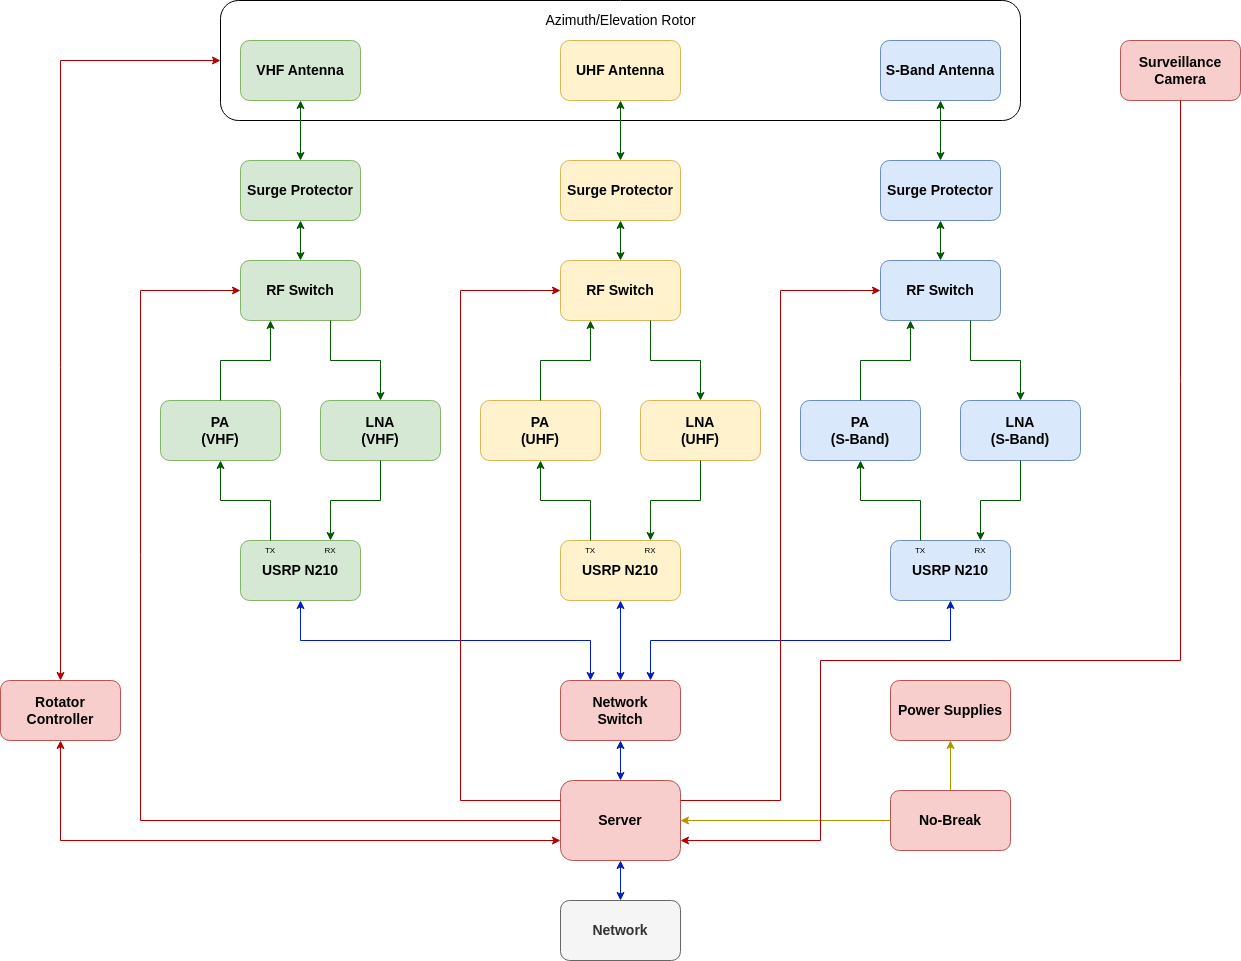 Azimuth/Elevation Rotor
VHF Antenna
UHF Antenna
S-Band Antenna
Surveillance
Camera
Surge Protector
Surge Protector
Surge Protector
RF Switch
RF Switch
RF Switch
PA
(VHF)
LNA
(VHF)
PA
(UHF)
LNA
(UHF)
PA
(S-Band)
LNA
(S-Band)
TX
RX
USRP N210
TX
RX
USRP N210
TX
RX
USRP N210
Rotator
Controller
Network
Switch
Power Supplies
Server
No-Break
Network